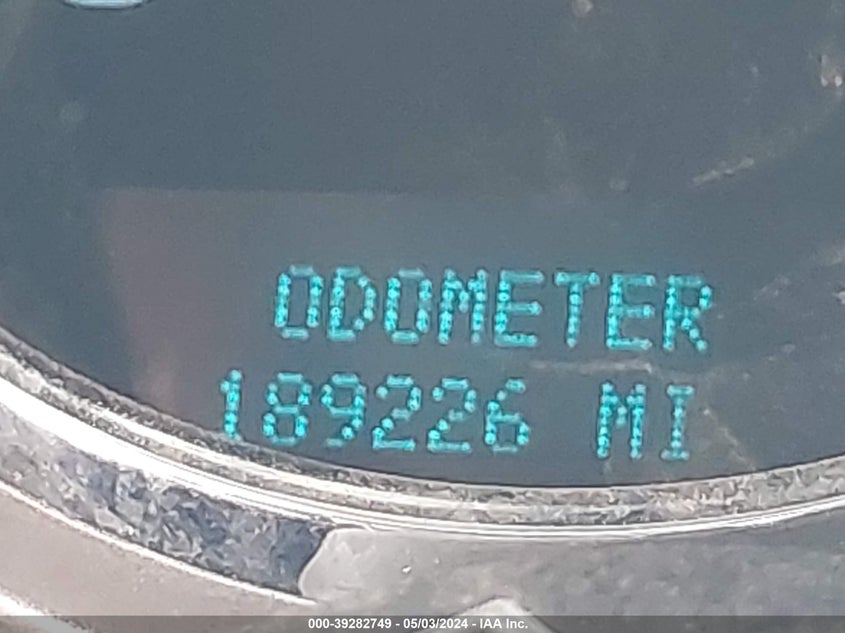 ODOMETER
189226 MI
000-39282749 - 05/03/2024 - IAA Inc.